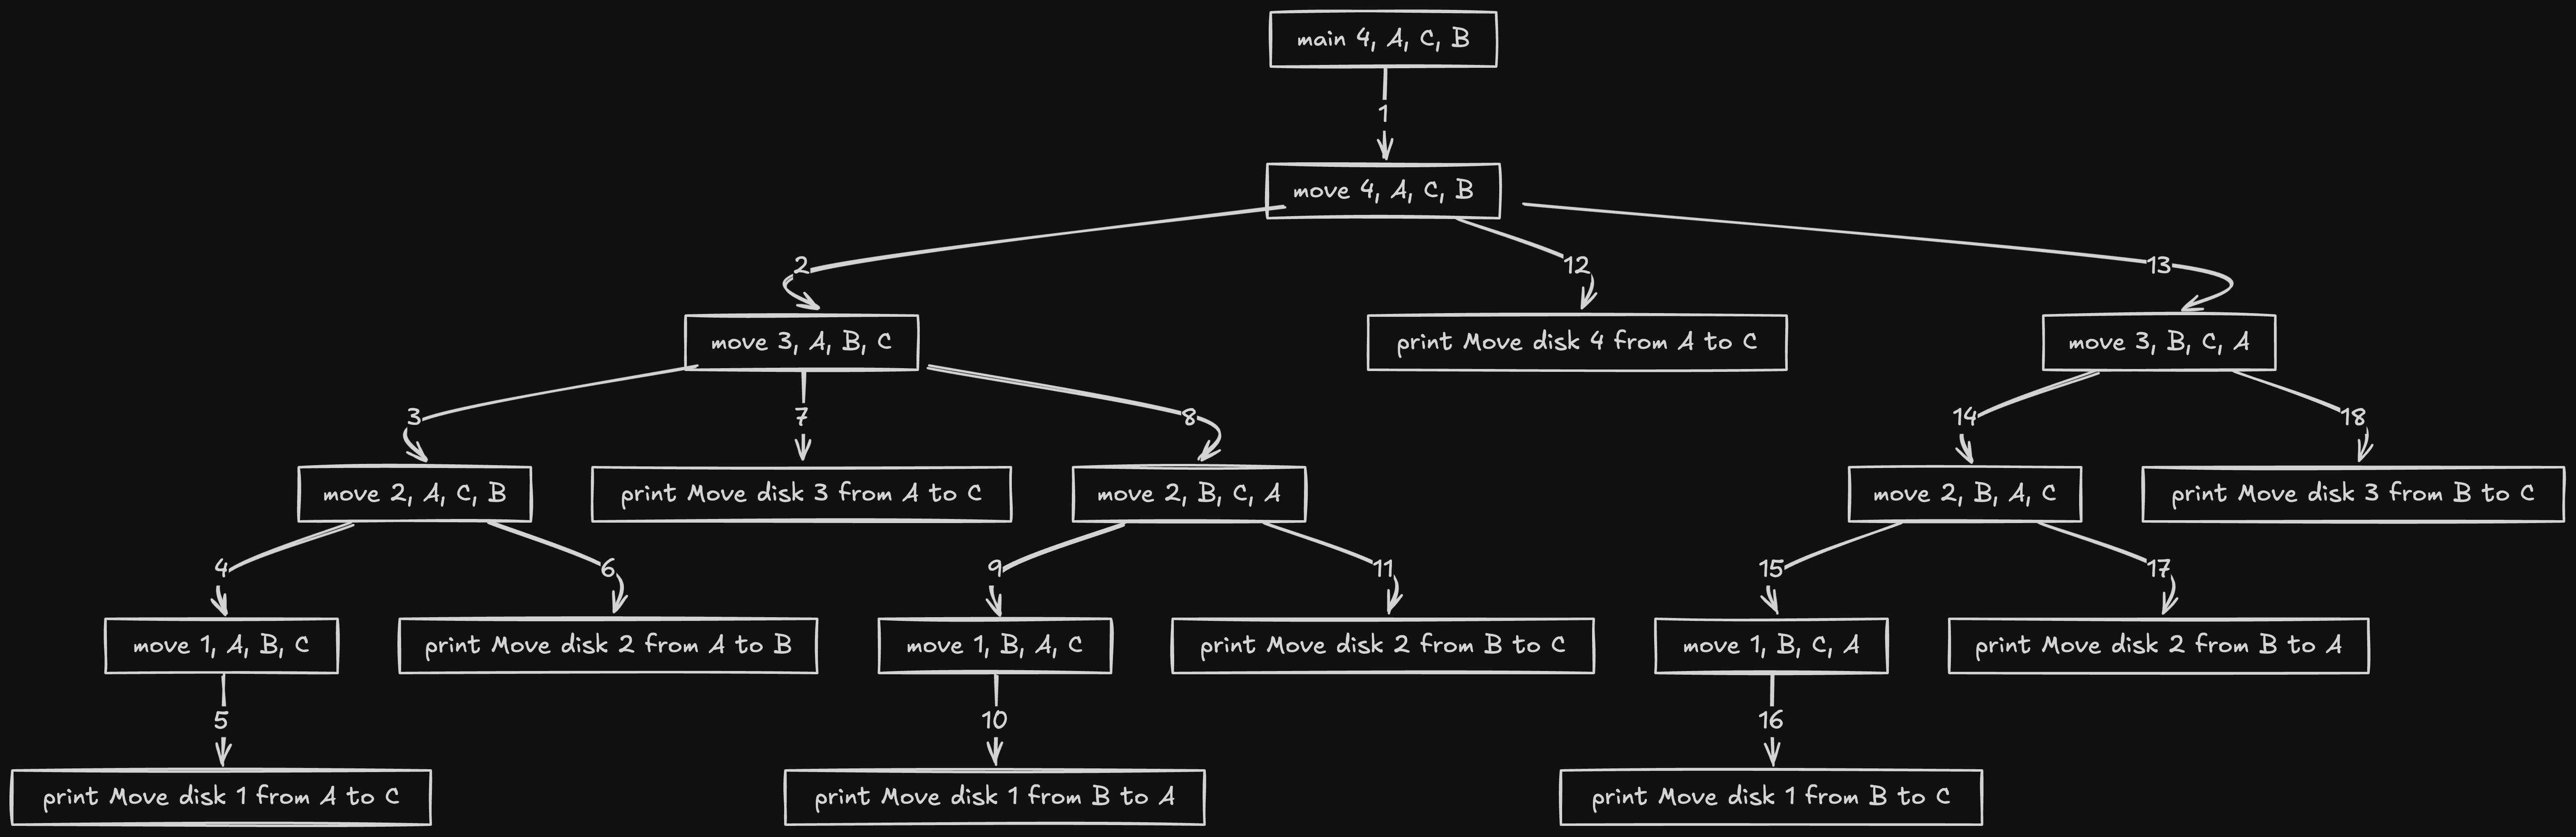 main 4, A, C, B
1
move 4, A, C, B
2
12
13
move 3, A, B, C
print Move disk 4 from A to C
move 3, B, C, A
3
7
8
14
18
move 2, A, C, B
print Move disk 3 from A to C
move 2, B, C, A
move 2, B, A, C
print Move disk 3 from B to C
4
6
9
11
15
17
move 1, A, B, C
print Move disk 2 from A to B
move 1, B, A, C
print Move disk 2 from B to C
move 1, B, C, A
print Move disk 2 from B to A
5
10
16
print Move disk 1 from A to C
print Move disk 1 from B to A
print Move disk 1 from B to C